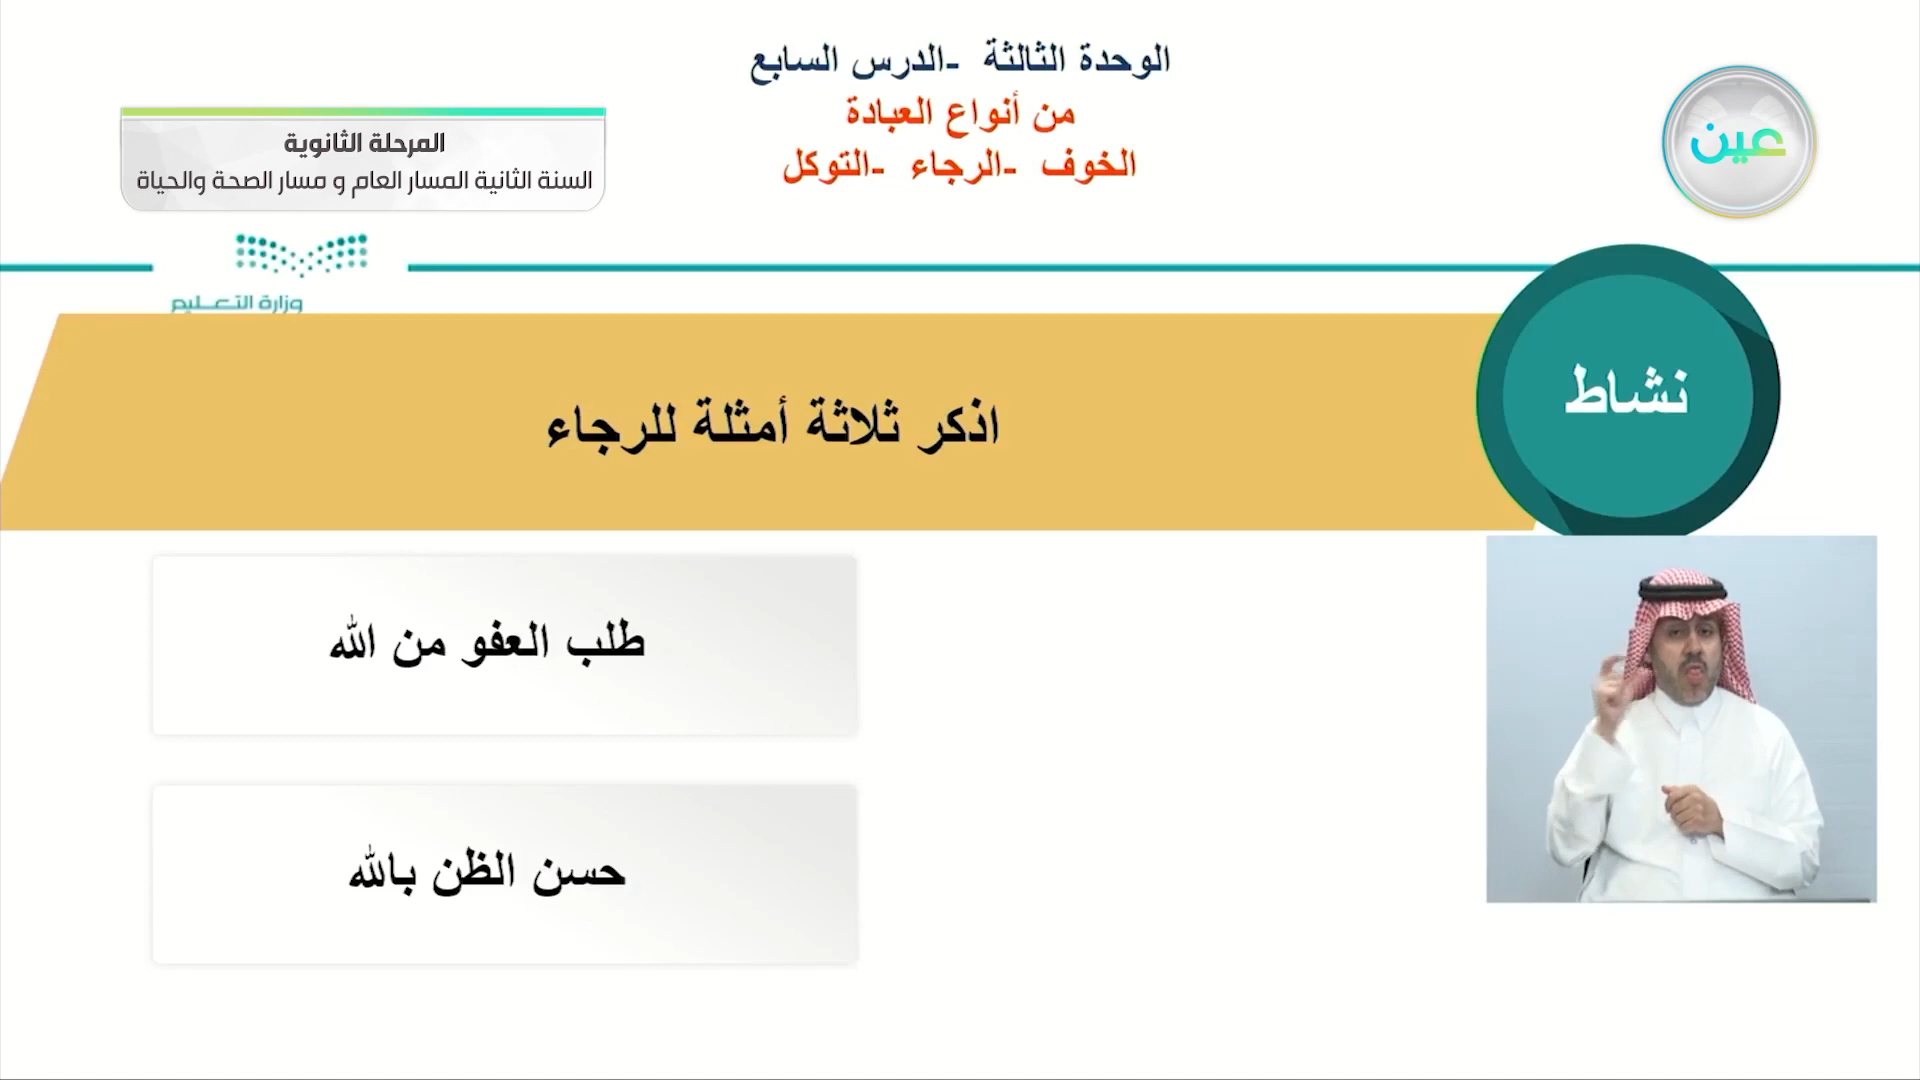 الوحدة الثالثة -الدرس السابع
من أنواع العبادة
الخوف -الرجاء -التوكل
عين
المرحلة الثانوية
السنة الثانية المسار العام و مسار الصحة والحياة
وزارة التعليم
نشاط
اذكر ثلاثة أمثلة للرجاء
طلب العفو من الله
حسن الظن بالله